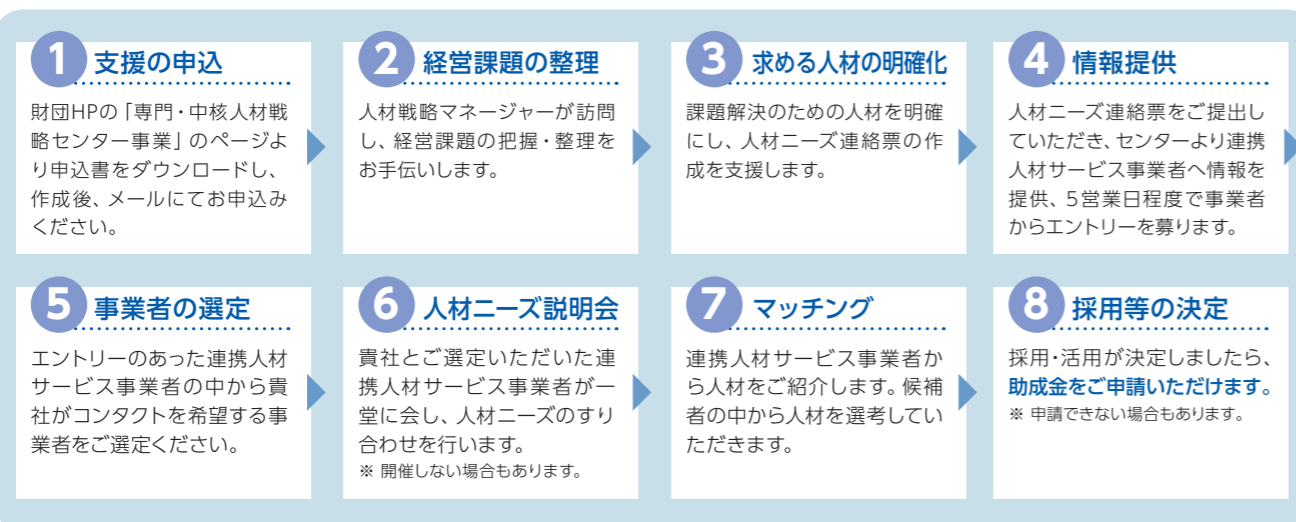 1 支援の申込
財団HPの「専門・中核人材戦
略センター事業」のページよ
り申込書をダウンロードし、
作成後、メールにてお申込み
ください。
2 経営課題の整理
人材戦略マネージャーが訪問
し、経営課題の把握・整理を
お手伝いします。
3 求める人材の明確化
課題解決のための人材を明確
にし、人材ニーズ連絡票の作
成を支援します。
4 情報提供
人材ニーズ連絡票をご提出し
ていただき、センターより連携
人材サービス事業者へ情報を
提供、5営業日程度で事業者
からエントリーを募ります。
5 事業者の選定
エントリーのあった連携人材
サービス事業者の中から貴
社がコンタクトを希望する事
業者をご選定ください。
6 人材ニーズ説明会
貴社とご選定いただいた連
携人材サービス事業者が一
堂に会し、人材ニーズのすり
合わせを行います。
※ 開催しない場合もあります。
7 マッチング
連携人材サービス事業者か
ら人材をご紹介します。候補
者の中から人材を選考してい
ただきます。
8 採用等の決定
採用・活用が決定しましたら、
助成金をご申請いただけます。
※ 申請できない場合もあります。